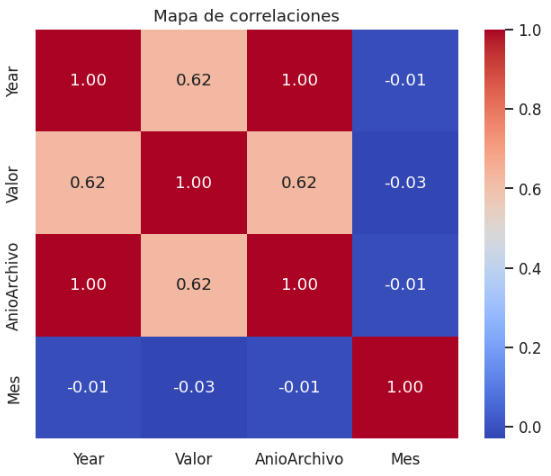 Mapa de correlaciones
Year 1.00 0.62 1.00 -0.01
Valor 0.62 1.00 0.62 -0.03
AnioArchivo 1.00 0.62 1.00 -0.01
Mes -0.01 -0.03 -0.01 1.00
Year Valor AnioArchivo Mes
1.0
0.8
0.6
0.4
0.2
0.0